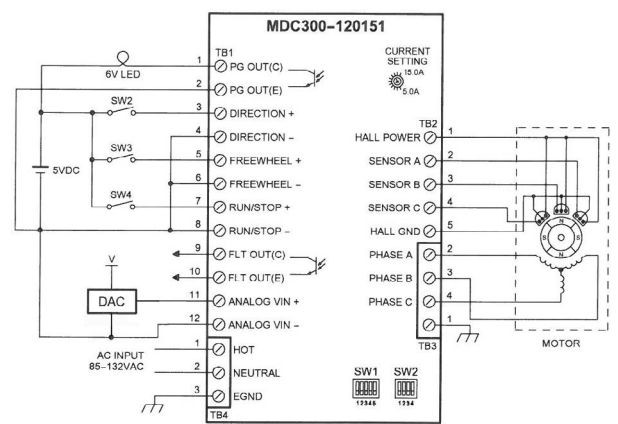 MDC300-120151
TB1
CURRENT
SETTING
15.0A
5.0A
6V LED
1 PG OUT(C)
2 PG OUT(E)
SW2
3 DIRECTION +
4 DIRECTION -
SW3
5 FREEWHEEL +
5VDC
6 FREEWHEEL -
SW4
7 RUN/STOP +
8 RUN/STOP -
9 FLT OUT(C)
10 FLT OUT(E)
V
DAC
11 ANALOG VIN +
12 ANALOG VIN -
AC INPUT
85-132VAC
1 HOT
2 NEUTRAL
3 EGND
TB4
TB2
HALL POWER 1
SENSOR A 2
SENSOR B 3
SENSOR C 4
HALL GND 5
PHASE A 2
PHASE B 3
PHASE C 4
1
TB3
N
S S
N
MOTOR
SW1 SW2
12345 1234